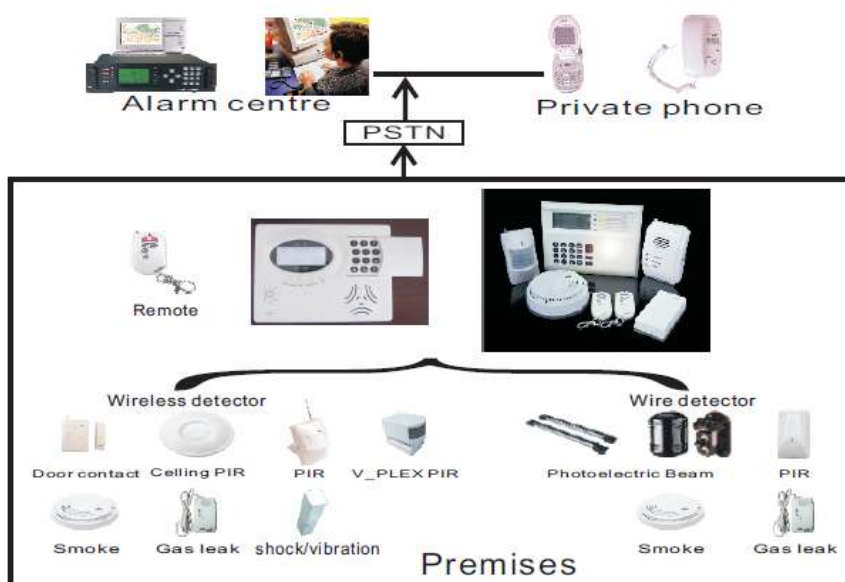 Alarm centre
Private phone
PSTN
Remote
Wireless detector
Wire detector
Door contact
Celling PIR
PIR
V_PLEX PIR
Photoelectric Beam
PIR
Smoke
Gas leak
shock/vibration
Smoke
Gas leak
Premises